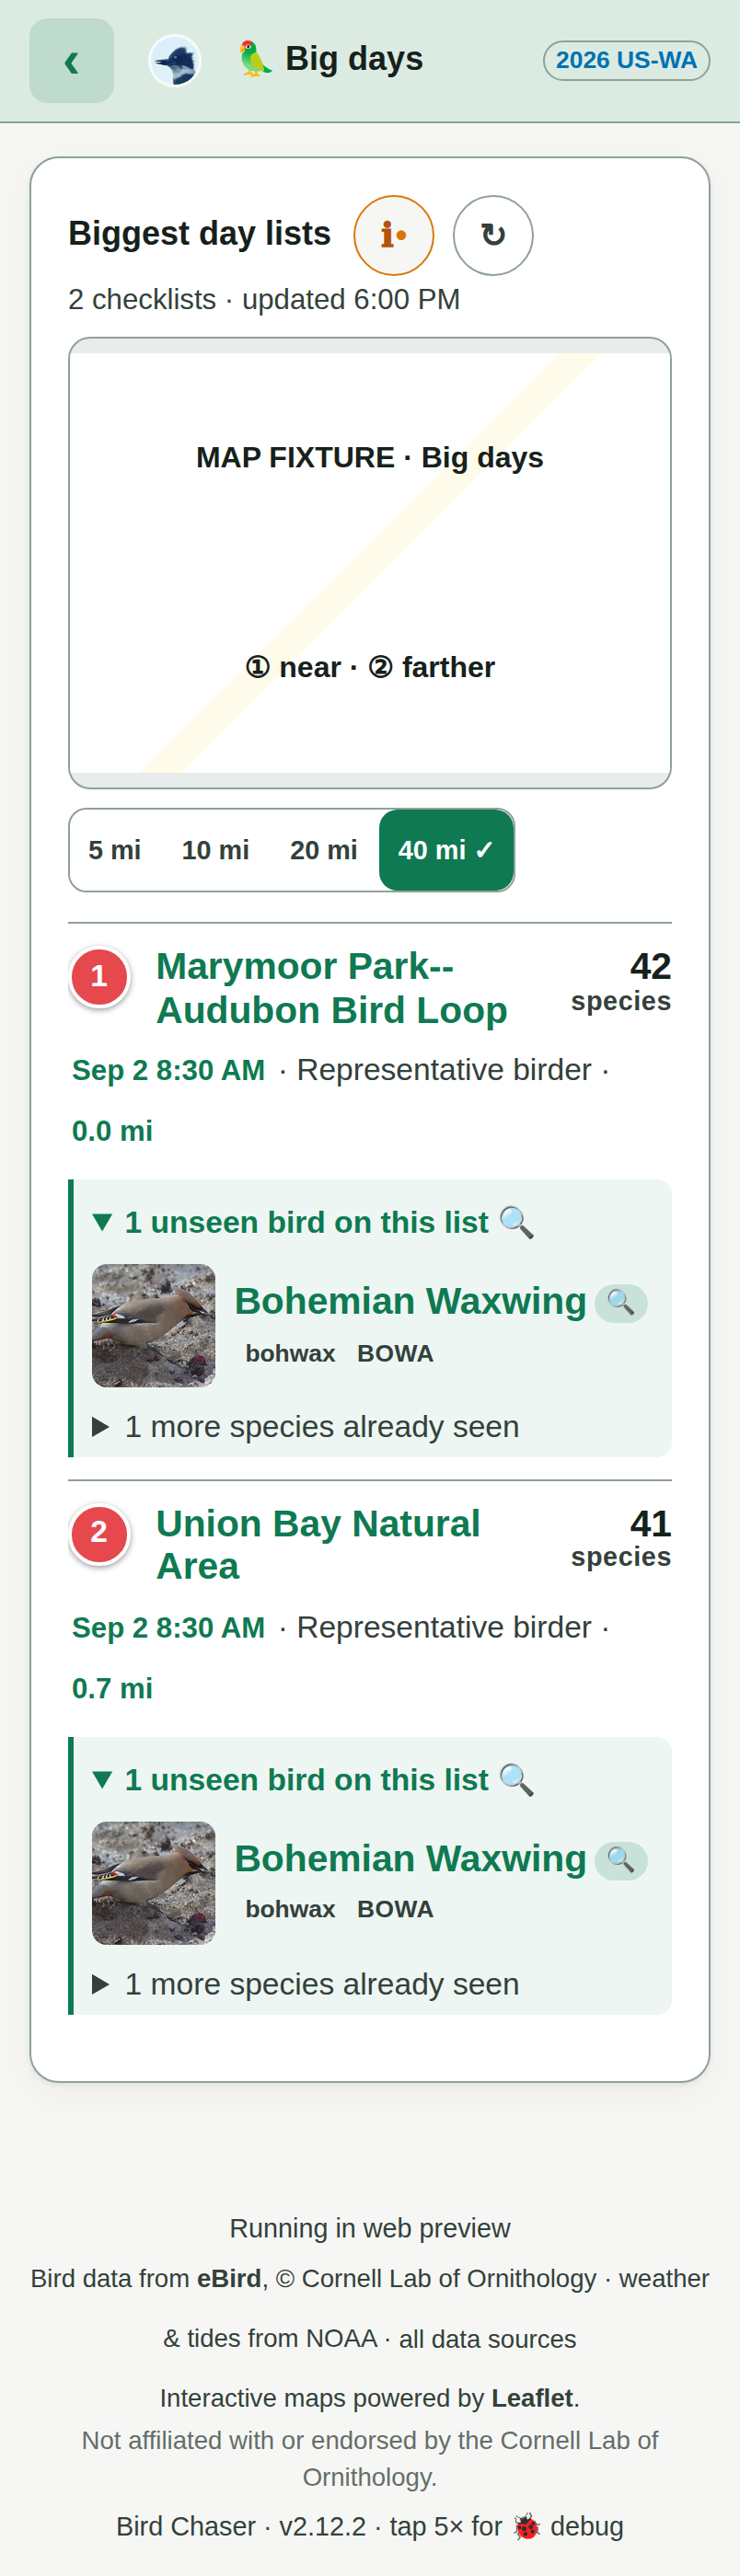 ‹ 🦜 Big days 2026 US-WA
Biggest day lists ℹ• ↻
2 checklists · updated 6:00 PM
MAP FIXTURE · Big days
① near · ② farther
5 mi 10 mi 20 mi 40 mi ✓
1 Marymoor Park-- 42
Audubon Bird Loop species
Sep 2 8:30 AM · Representative birder ·
0.0 mi
▼ 1 unseen bird on this list 🔍
Bohemian Waxwing 🔍
bohwax BOWA
▶ 1 more species already seen
2 Union Bay Natural 41
Area species
Sep 2 8:30 AM · Representative birder ·
0.7 mi
▼ 1 unseen bird on this list 🔍
Bohemian Waxwing 🔍
bohwax BOWA
▶ 1 more species already seen
Running in web preview
Bird data from eBird, © Cornell Lab of Ornithology · weather
& tides from NOAA · all data sources
Interactive maps powered by Leaflet.
Not affiliated with or endorsed by the Cornell Lab of
Ornithology.
Bird Chaser · v2.12.2 · tap 5× for 🐞 debug